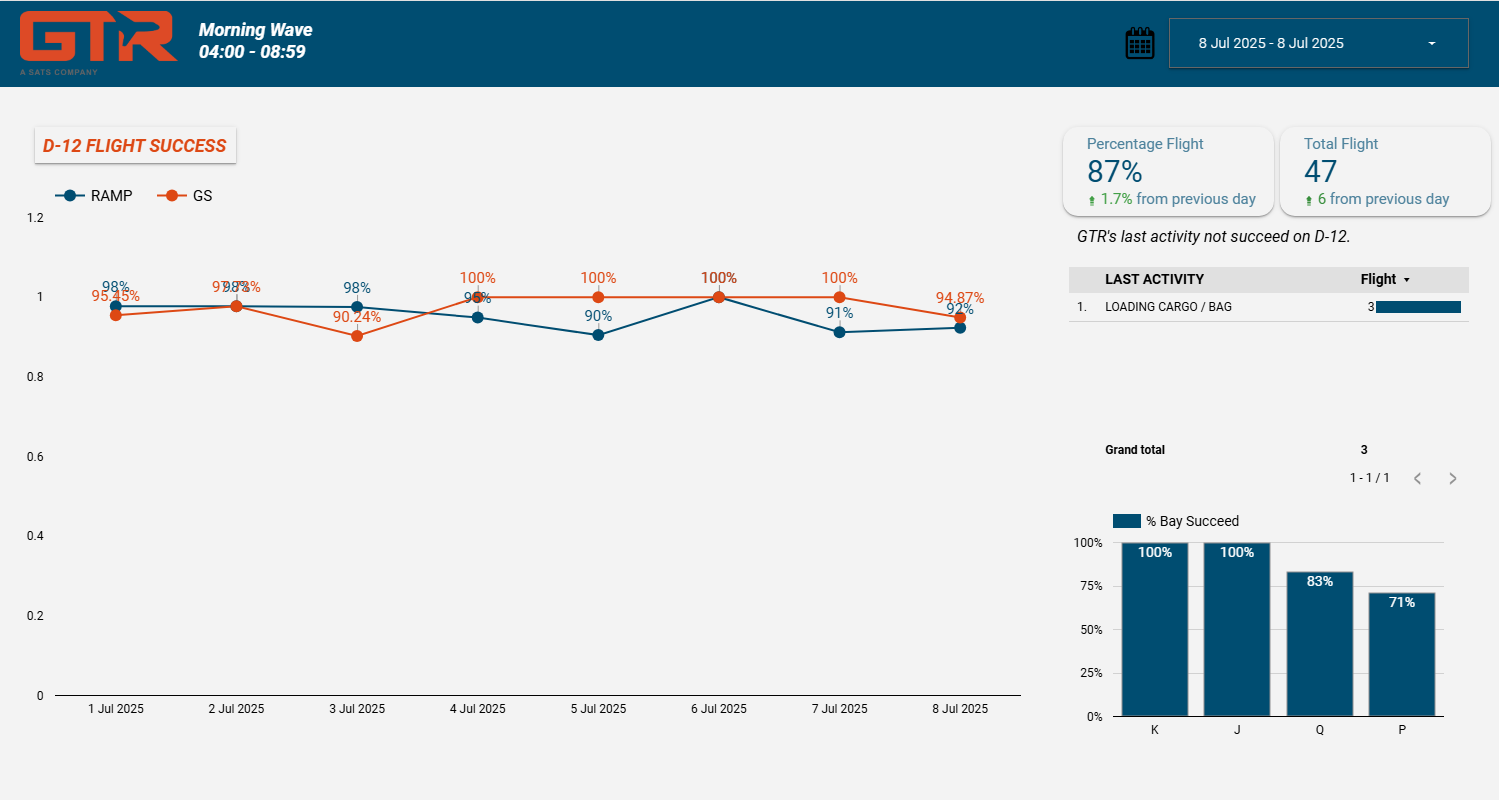 GTR
A SATS COMPANY
Morning Wave
04:00 - 08:59
8 Jul 2025 - 8 Jul 2025
D-12 FLIGHT SUCCESS
RAMP
GS
1.2
1
0.8
0.6
0.4
0.2
0
98%
95.45%
98%
98%
90.24%
100%
95%
100%
90%
100%
100%
100%
91%
94.87%
92%
1 Jul 2025
2 Jul 2025
3 Jul 2025
4 Jul 2025
5 Jul 2025
6 Jul 2025
7 Jul 2025
8 Jul 2025
Percentage Flight
87%
1.7% from previous day
Total Flight
47
6 from previous day
GTR's last activity not succeed on D-12.
LAST ACTIVITY Flight
1. LOADING CARGO / BAG 3
Grand total 3
1 - 1 / 1
% Bay Succeed
100%
75%
50%
25%
0%
100%
100%
83%
71%
K
J
Q
P